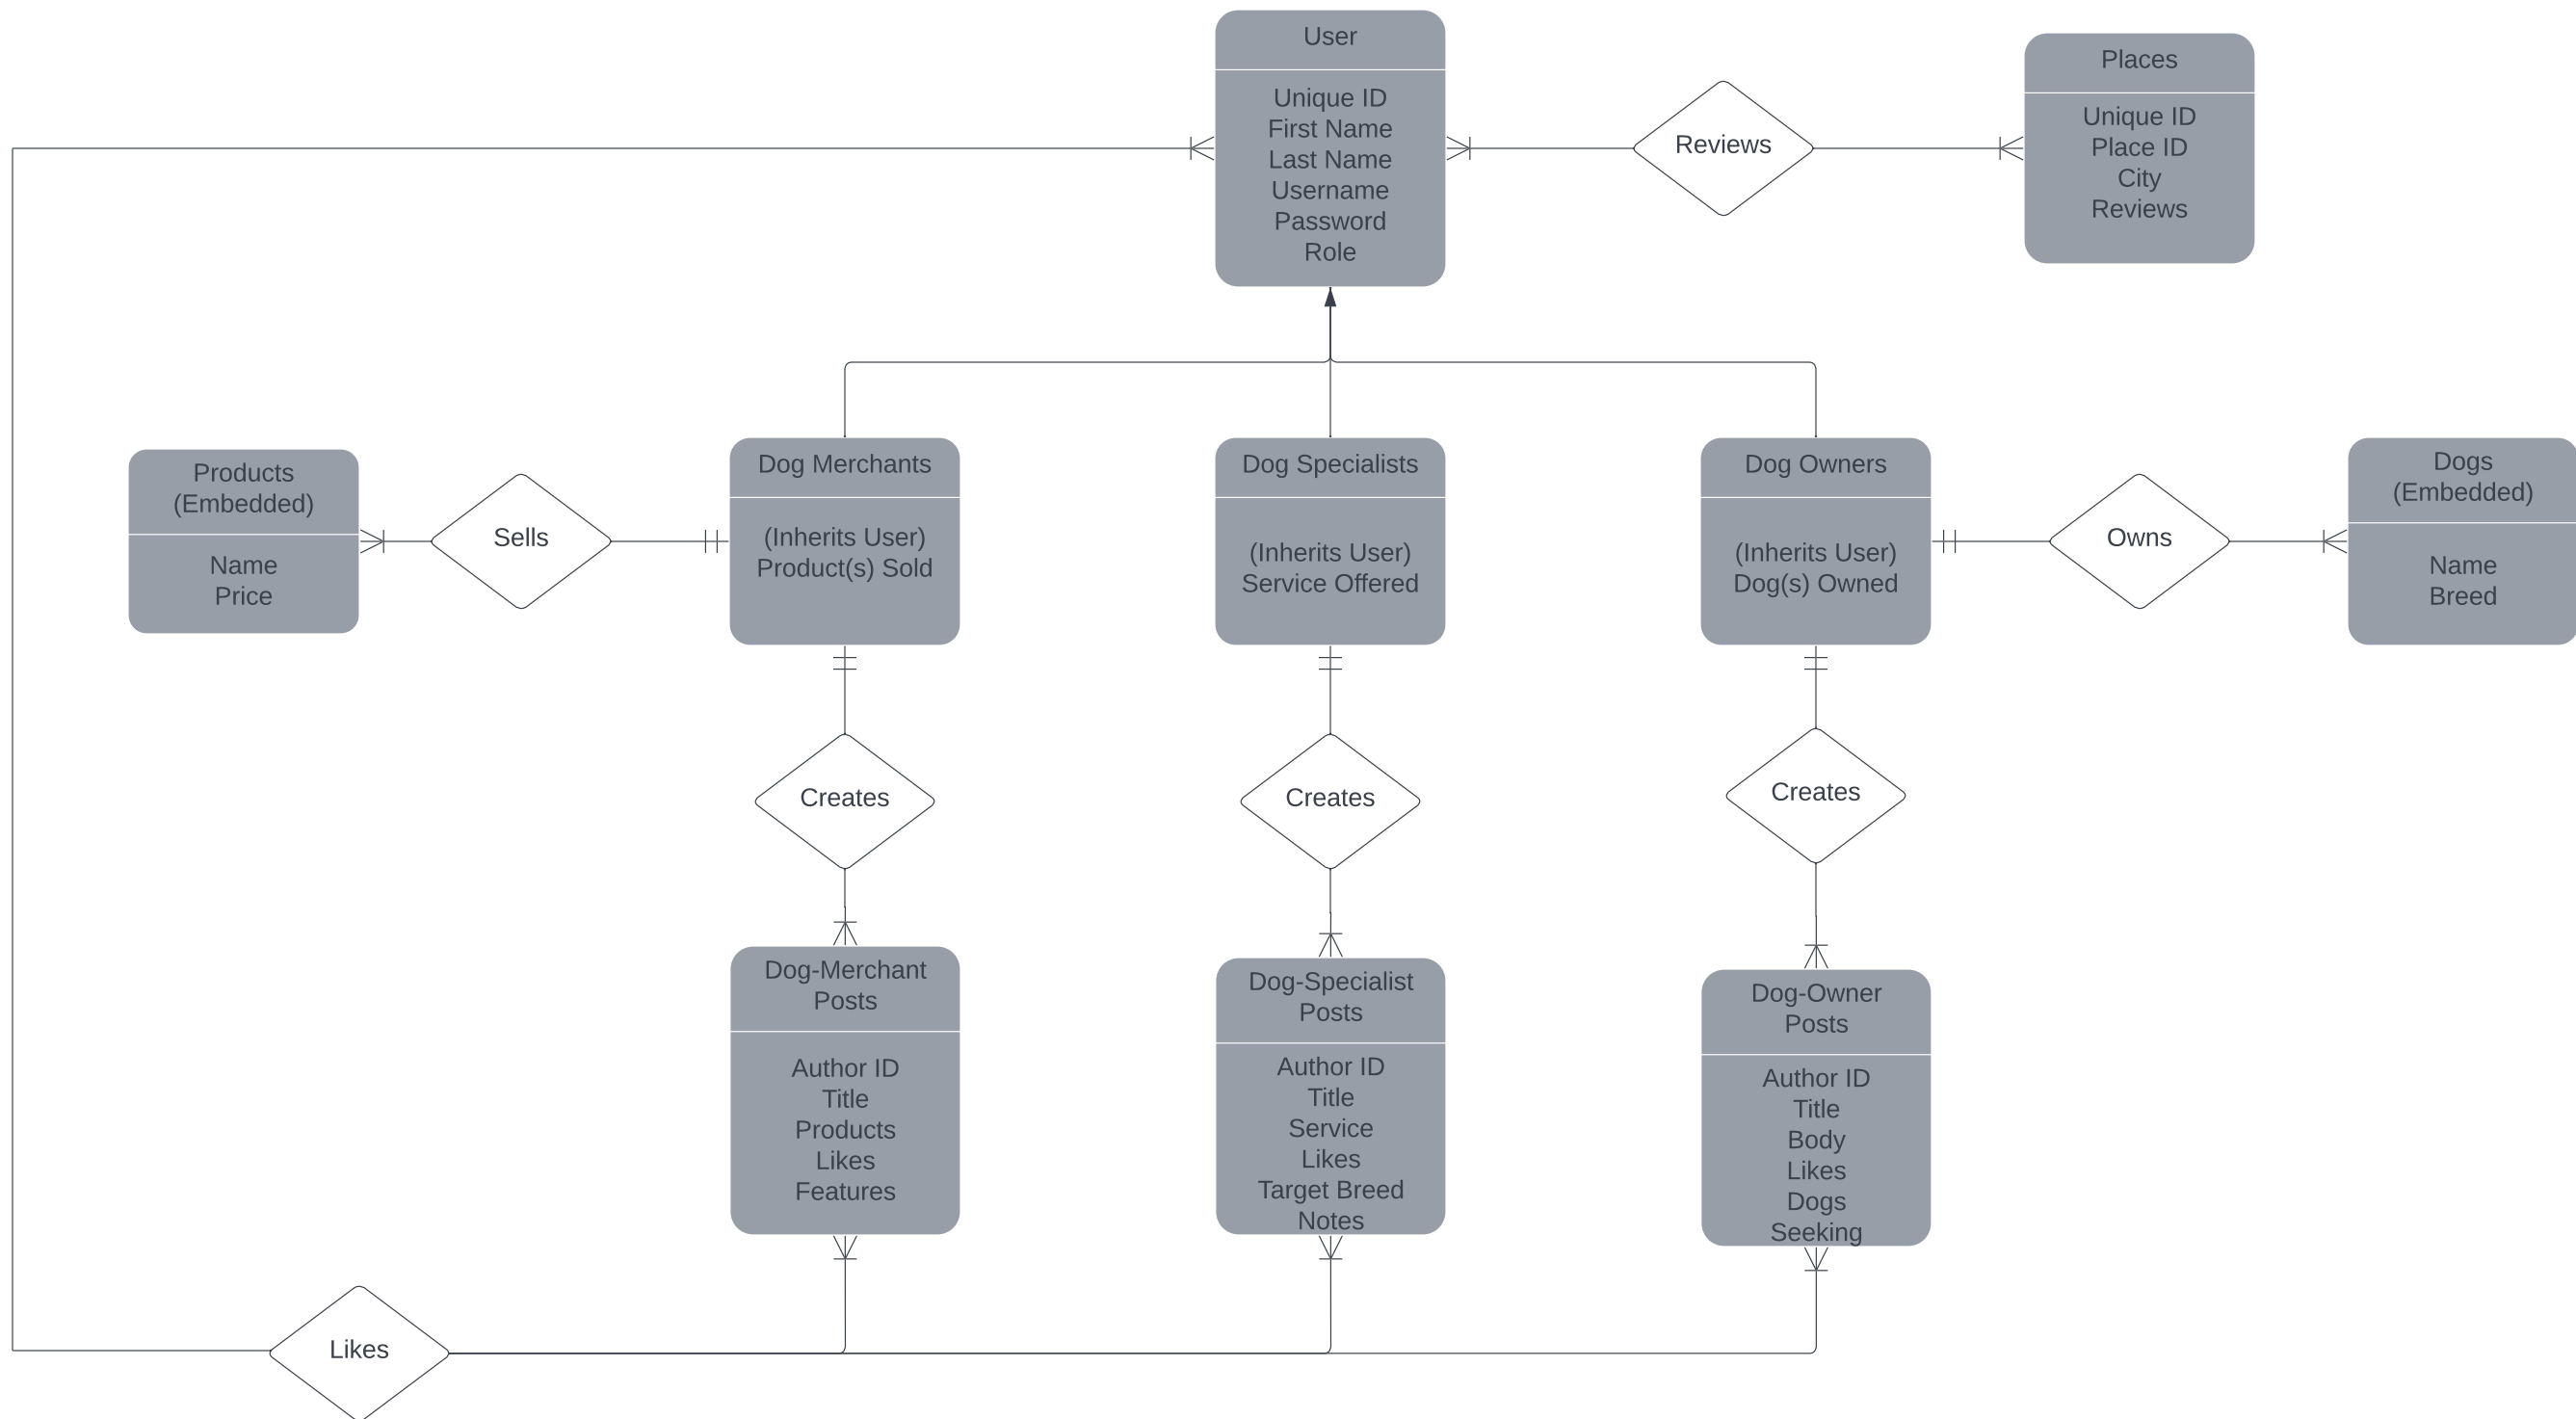 User
Unique ID
First Name
Last Name
Username
Password
Role
Reviews
Places
Unique ID
Place ID
City
Reviews
Products
(Embedded)
Name
Price
Sells
Dog Merchants
(Inherits User)
Product(s) Sold
Dog Specialists
(Inherits User)
Service Offered
Dog Owners
(Inherits User)
Dog(s) Owned
Owns
Dogs
(Embedded)
Name
Breed
Creates
Creates
Creates
Dog-Merchant
Posts
Author ID
Title
Products
Likes
Features
Dog-Specialist
Posts
Author ID
Title
Service
Likes
Target Breed
Notes
Dog-Owner
Posts
Author ID
Title
Body
Likes
Dogs
Seeking
Likes